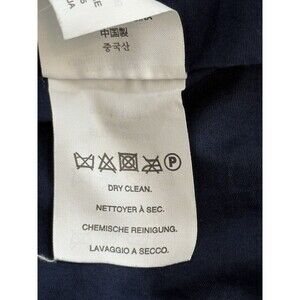 中国製
중국산
P
DRY CLEAN.
NETTOYER À SEC.
CHEMISCHE REINIGUNG.
LAVAGGIO A SECCO.